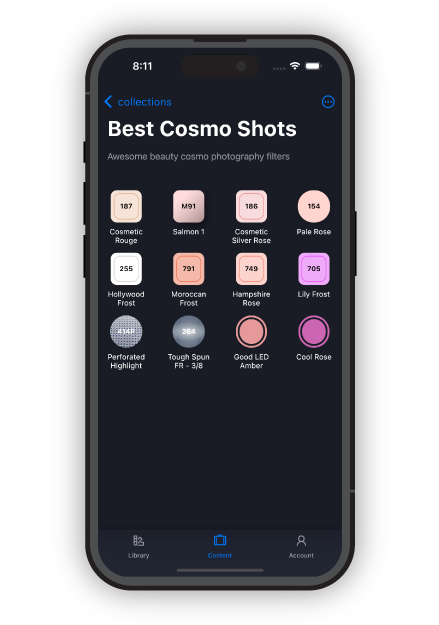 8:11
collections
Best Cosmo Shots
Awesome beauty cosmo photography filters
187
M91
186
154
Cosmetic
Rouge
Salmon 1
Cosmetic
Silver Rose
Pale Rose
255
791
749
705
Hollywood
Frost
Moroccan
Frost
Hampshire
Rose
Lily Frost
414P
264
Perforated
Highlight
Tough Spun
FR - 3/8
Good LED
Amber
Cool Rose
Library
Content
Account